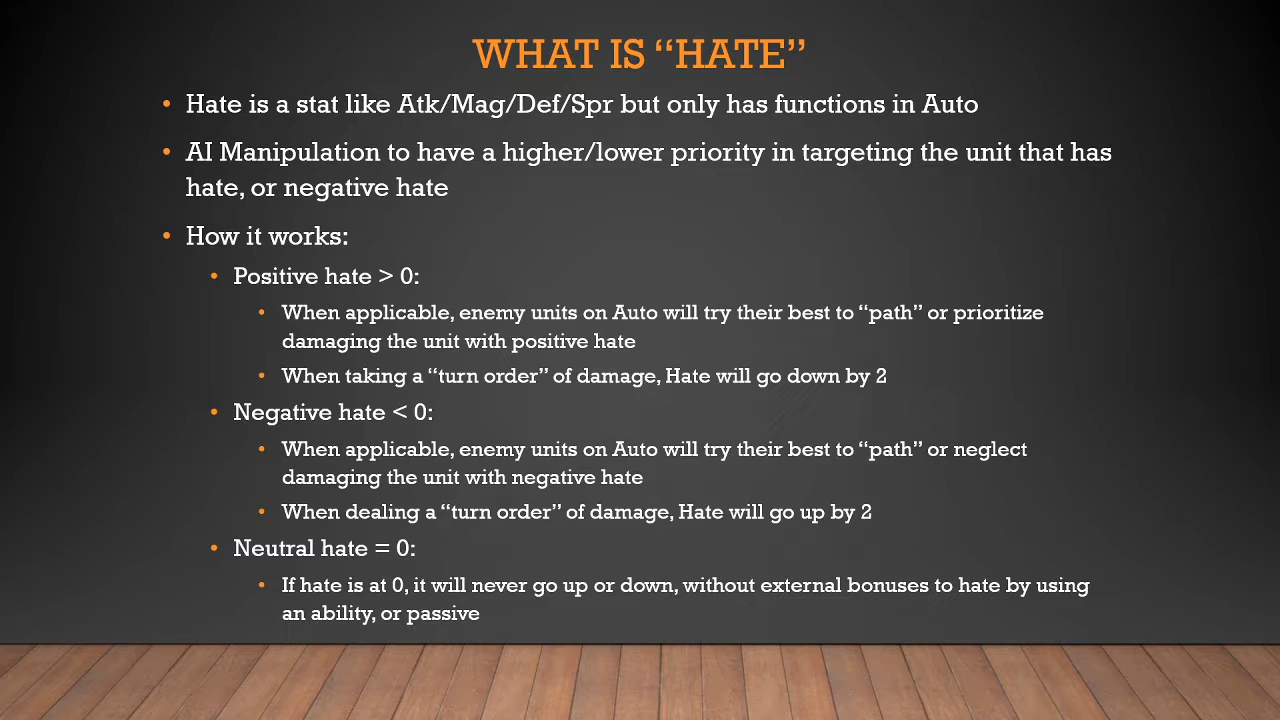 WHAT IS “HATE”
• Hate is a stat like Atk/Mag/Def/Spr but only has functions in Auto
• AI Manipulation to have a higher/lower priority in targeting the unit that has
hate, or negative hate
• How it works:
• Positive hate > 0:
• When applicable, enemy units on Auto will try their best to “path” or prioritize
damaging the unit with positive hate
• When taking a “turn order” of damage, Hate will go down by 2
• Negative hate < 0:
• When applicable, enemy units on Auto will try their best to “path” or neglect
damaging the unit with negative hate
• When dealing a “turn order” of damage, Hate will go up by 2
• Neutral hate = 0:
• If hate is at 0, it will never go up or down, without external bonuses to hate by using
an ability, or passive